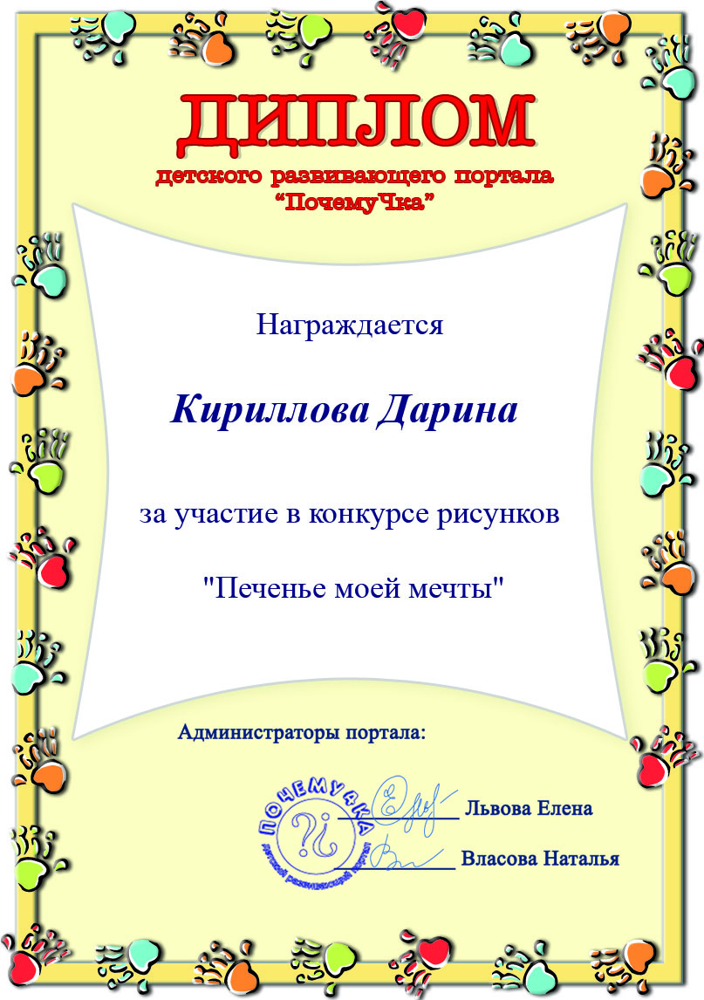 ДИПЛОМ
детского развивающего портала
“ПочемуЧка”
Награждается
Кириллова Дарина
за участие в конкурсе рисунков
"Печенье моей мечты"
Администраторы портала:
ПОЧЕМУ4КА
детский развивающий портал
Львова Елена
Власова Наталья